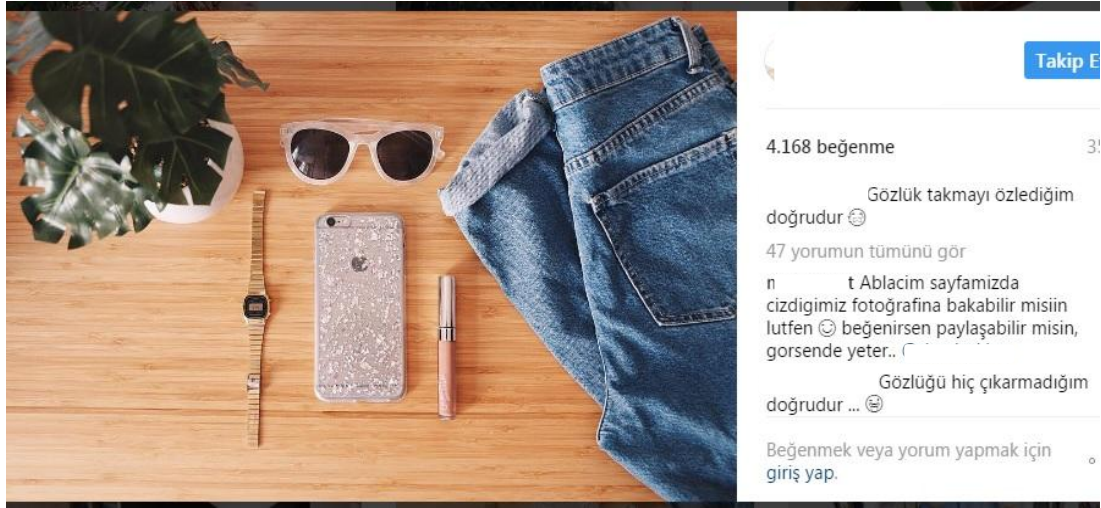 Takip E
4.168 beğenme
35
Gözlük takmayı özlediğim
doğrudur
47 yorumun tümünü gör
n t Ablacim sayfamizda
cizdigimiz fotoğrafina bakabilir misiin
lutfen beğenirsen paylaşabilir misin,
gorsende yeter..
Gözlüğü hiç çıkarmadığım
doğrudur ...
Beğenmek veya yorum yapmak için
giriş yap.